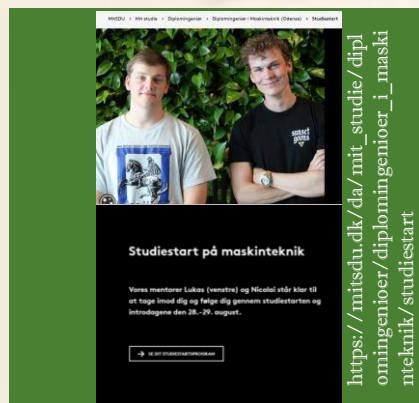 MitSDU > Mit studie > Diplomingeniør > Diplomingeniør i Maskinteknik (Odense) > Studiestart
sunset
Studiestart på maskinteknik
Vores mentorer Lukas (venstre) og Nicolai står klar til
at tage imod dig og følge dig gennem studiestarten og
introdagene den 28.-29. august.
→ SE DIT STUDIESTARTSPROGRAM
https://mitsdu.dk/da/mit_studie/dipl
omingenioer/diplomingenioer_i_maski
nteknik/studiestart